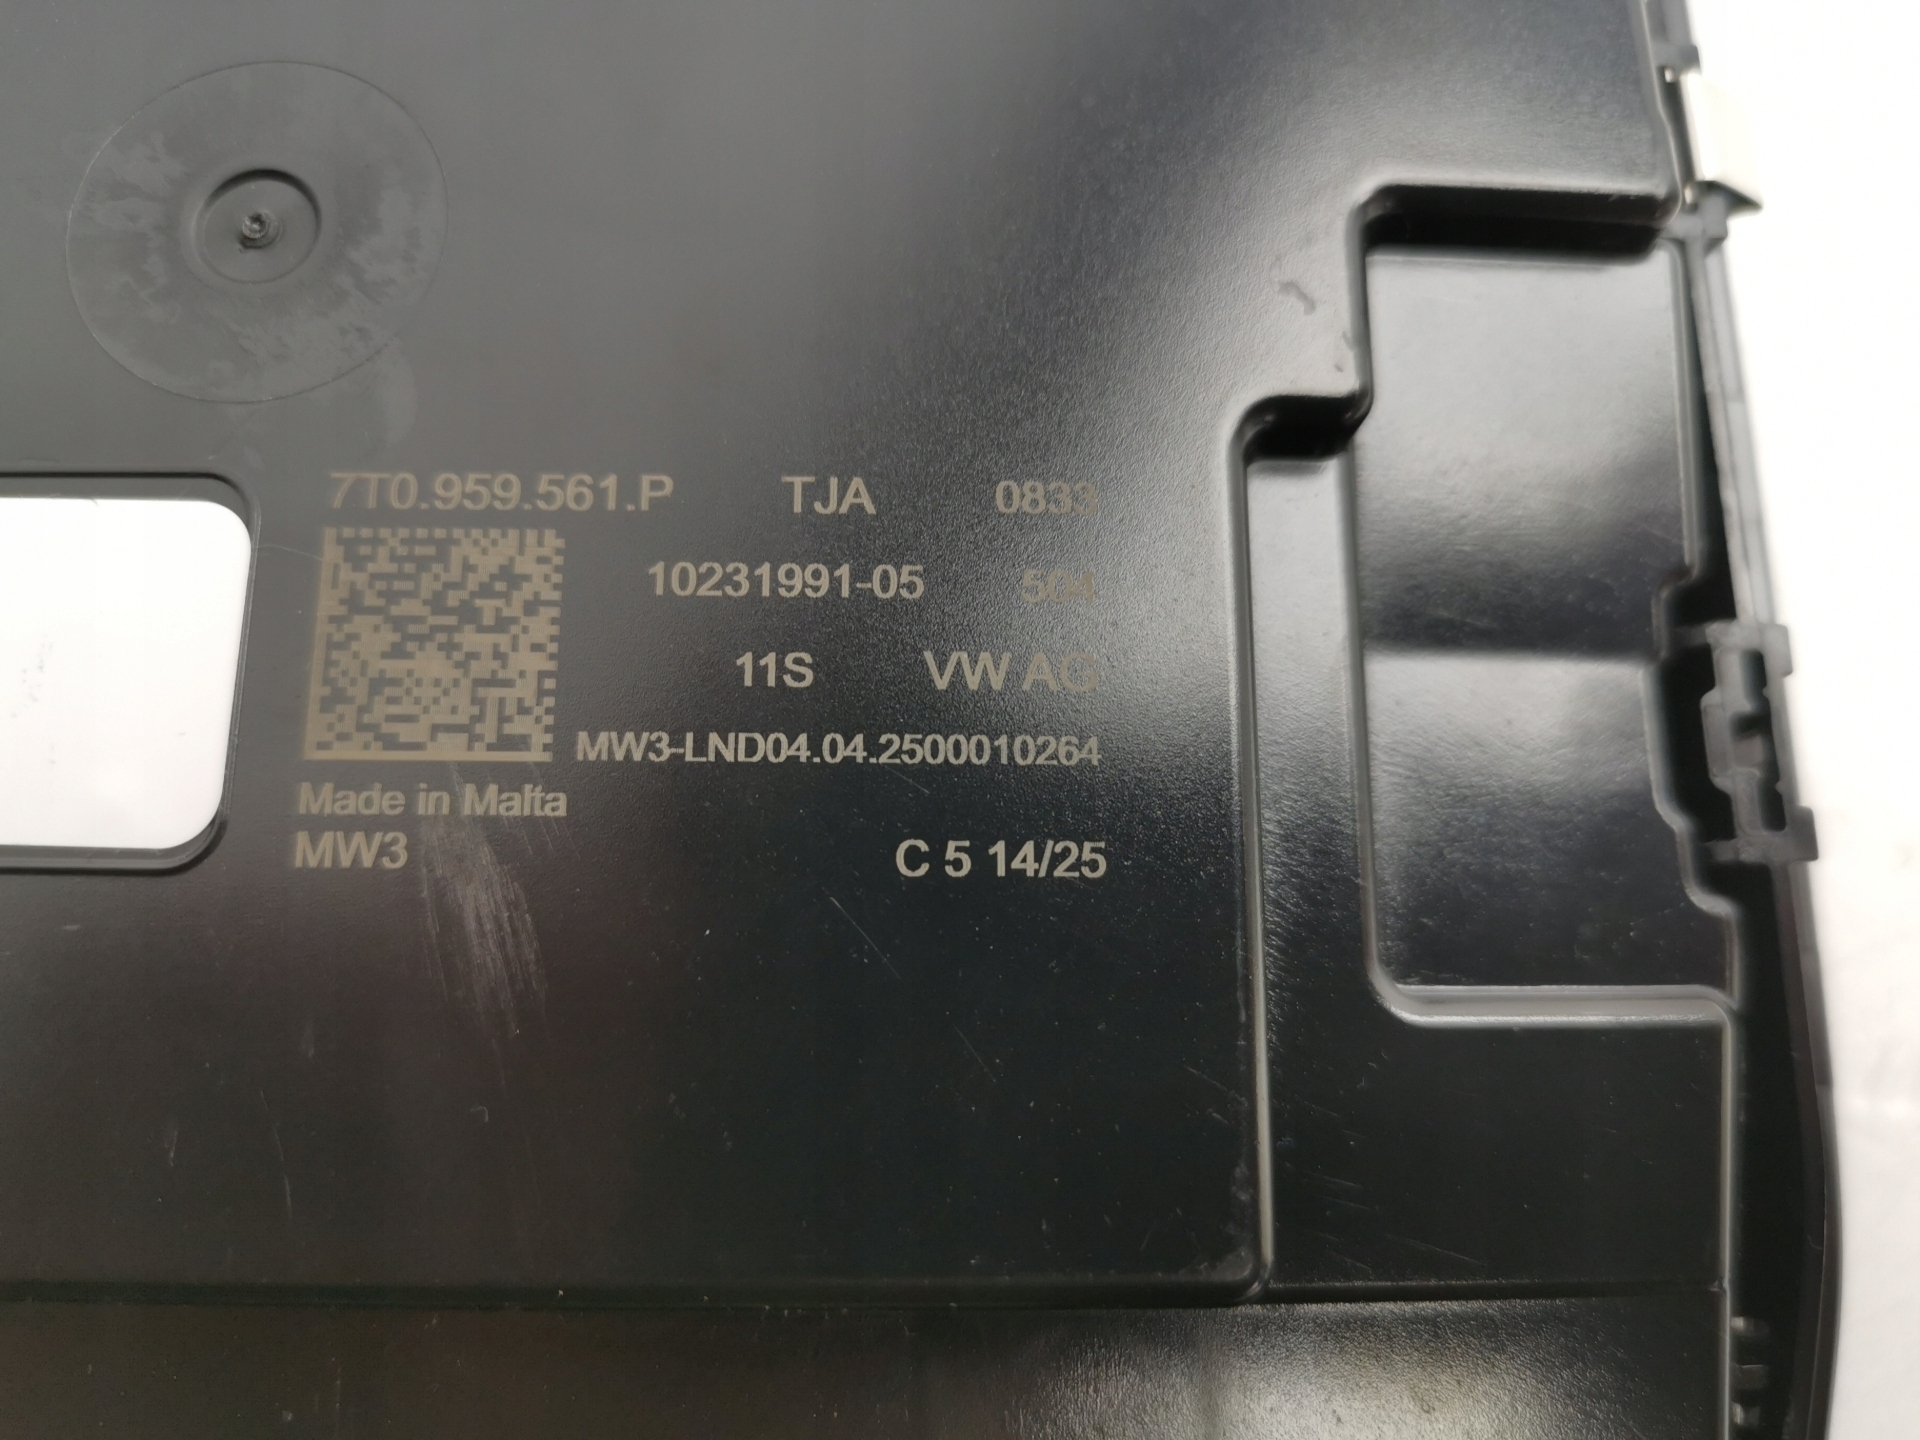 7T0.959.561.P TJA 0833
10231991-05 504
11S VW AG
MW3-LND04.04.2500010264
Made in Malta
MW3 C 5 14/25